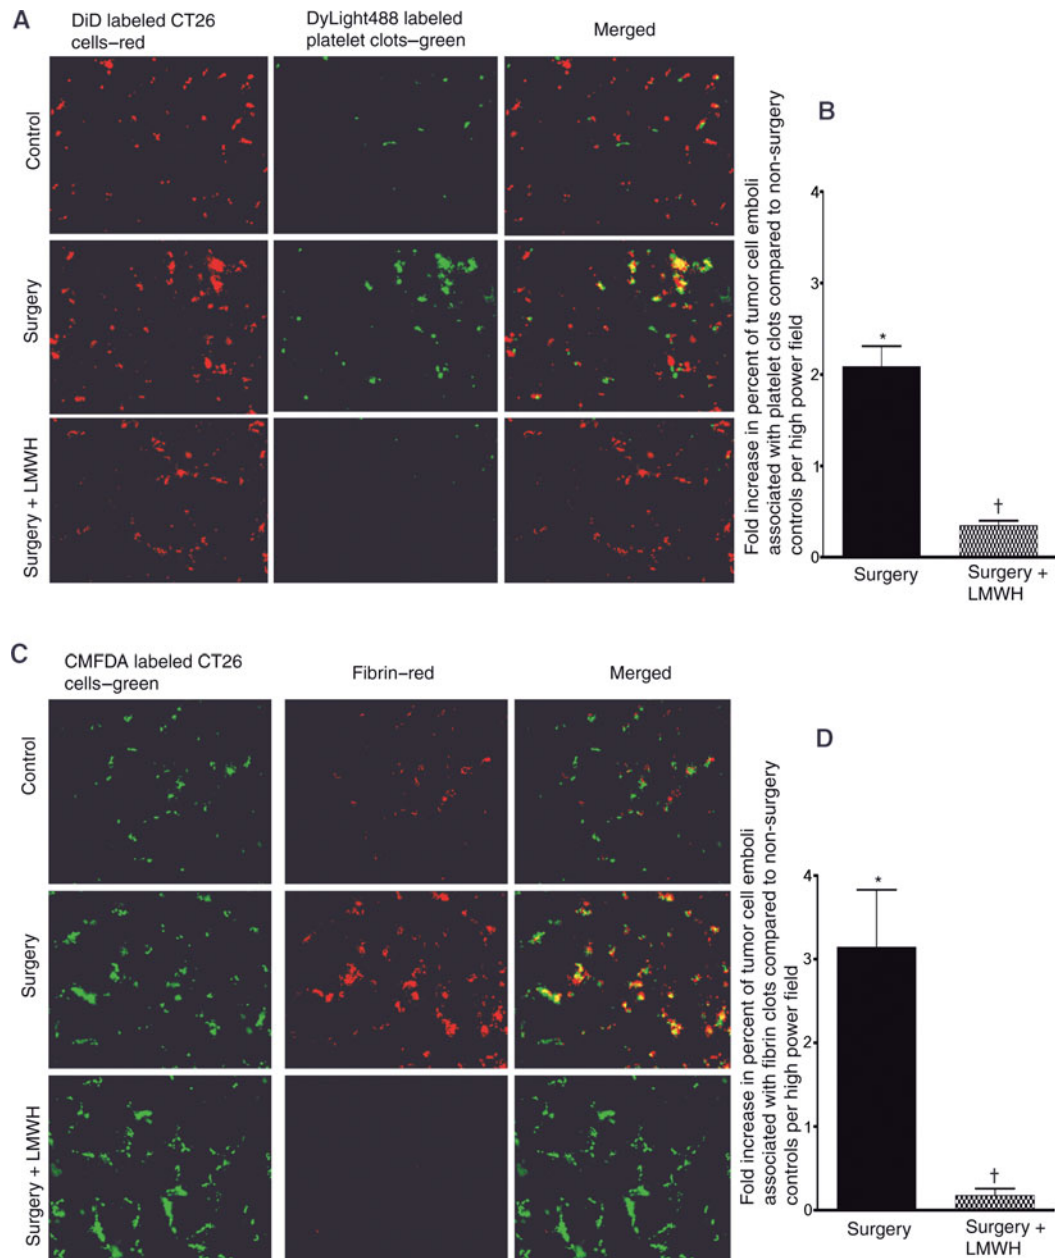 A
DiD labeled CT26
cells–red
DyLight488 labeled
platelet clots–green
Merged
Control
Surgery
Surgery + LMWH
B
Fold increase in percent of tumor cell emboli
associated with platelet clots compared to non-surgery
controls per high power field
4
3
2
1
0
*
†
Surgery
Surgery +
LMWH
C
CMFDA labeled CT26
cells–green
Fibrin–red
Merged
Control
Surgery
Surgery + LMWH
D
Fold increase in percent of tumor cell emboli
associated with fibrin clots compared to non-surgery
controls per high power field
4
3
2
1
0
*
†
Surgery
Surgery +
LMWH